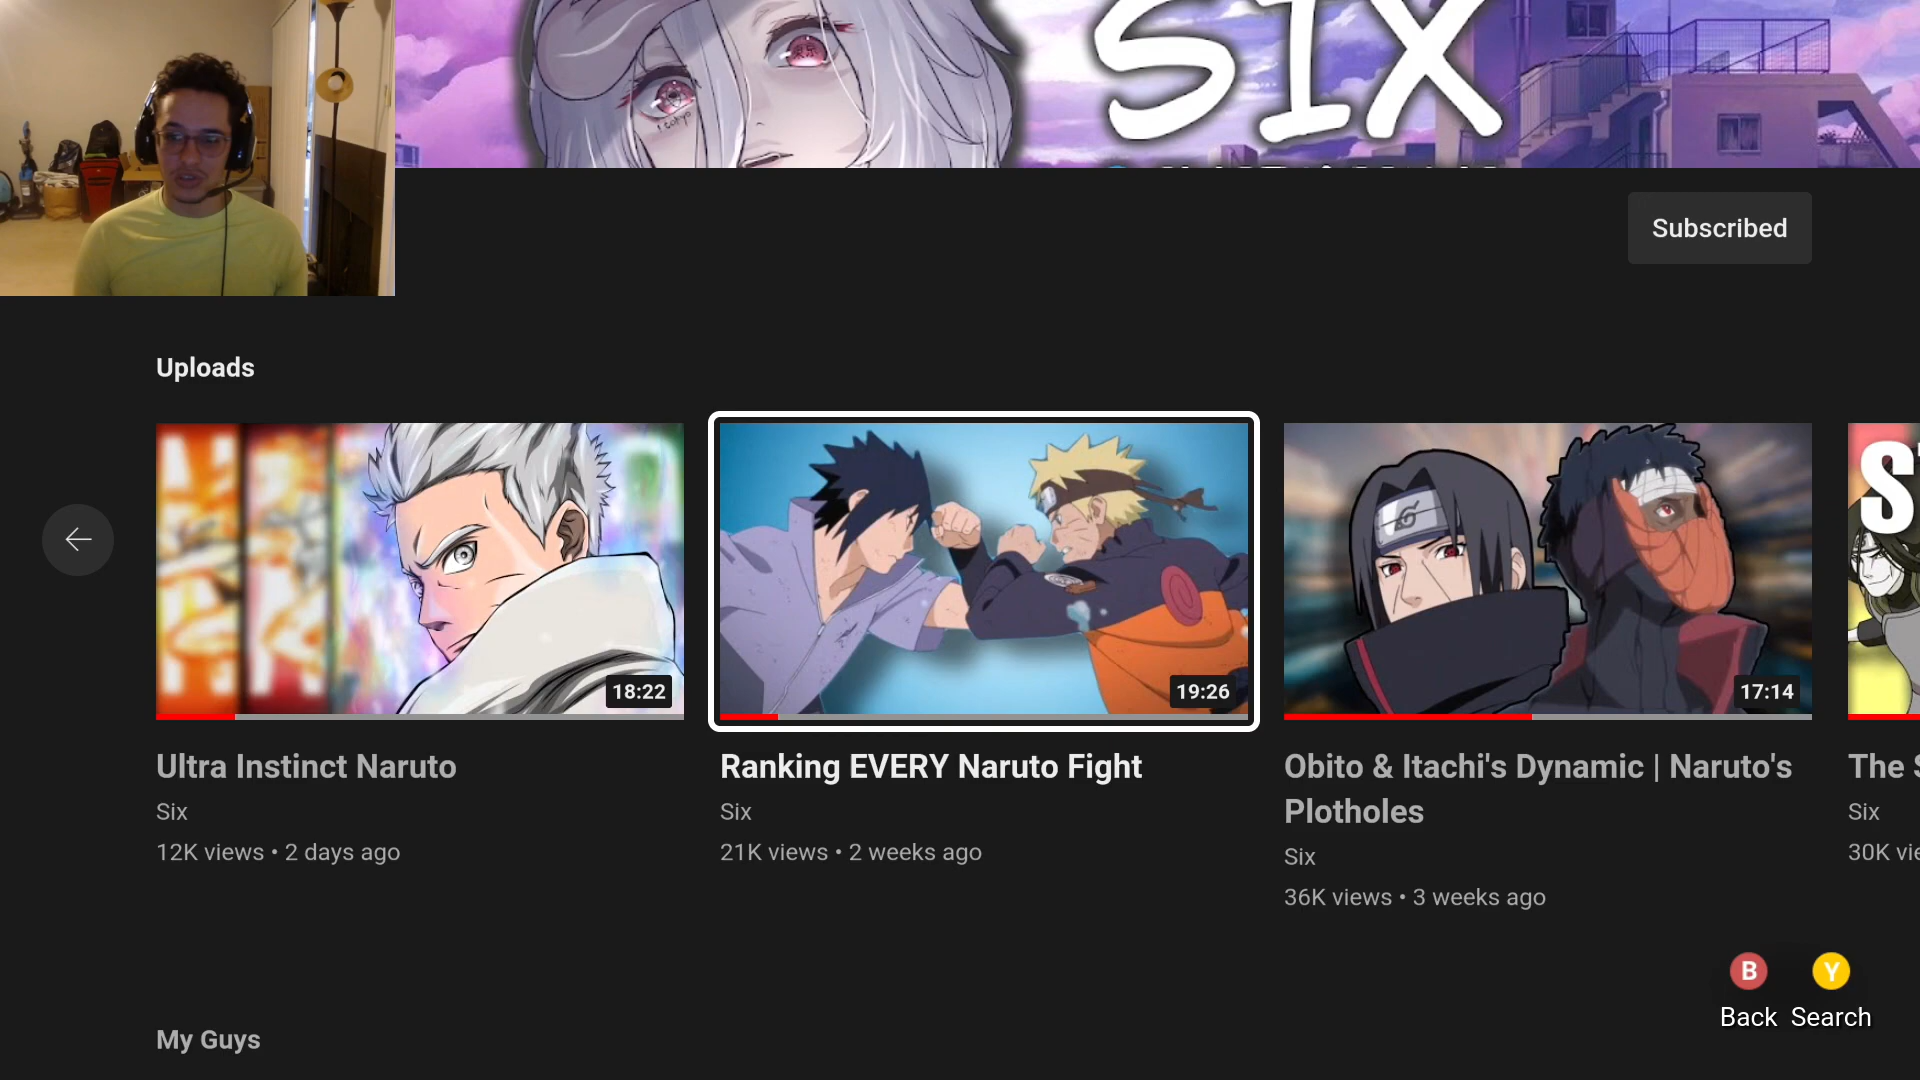 SIX
Subscribed
Uploads
18:22
19:26
17:14
Ultra Instinct Naruto
Six
12K views • 2 days ago
Ranking EVERY Naruto Fight
Six
21K views • 2 weeks ago
Obito & Itachi's Dynamic | Naruto's
Plotholes
Six
36K views • 3 weeks ago
The
Six
30K
B
Y
Back
Search
My Guys